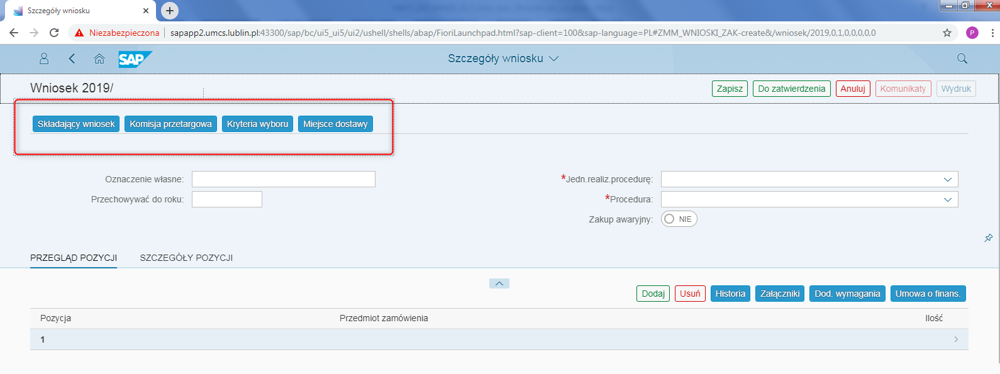 Szczegóły wniosku
Niezabezpieczona sapapp2.umcs.lublin.pl:43300/sap/bc/ui5_ui5/ui2/ushell/shells/abap/FioriLaunchpad.html?sap-client=100&sap-language=PL#ZMM_WNIOSKI_ZAK-create&/wniosek/2019,0,1,0,0,0,0,0 P
SAP Szczegóły wniosku
Wniosek 2019/ Zapisz Do zatwierdzenia Anuluj Komunikaty Wydruk
Składający wniosek Komisja przetargowa Kryteria wyboru Miejsce dostawy
Oznaczenie własne: *Jedn.realiz.procedurę:
Przechowywać do roku: *Procedura:
Zakup awaryjny: NIE
PRZEGLĄD POZYCJI SZCZEGÓŁY POZYCJI
Dodaj Usuń Historia Załączniki Dod. wymagania Umowa o finans.
Pozycja Przedmiot zamówienia Ilość
1